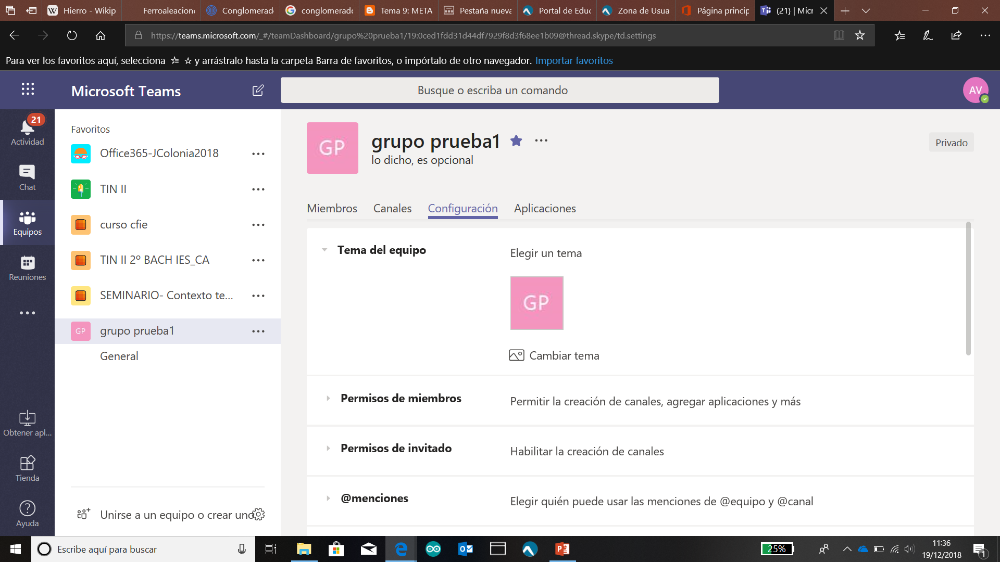 Hierro - Wikip
Ferroaleacione
Conglomerado
conglomerado
Tema 9: META
Pestaña nueva
Portal de Educ
Zona de Usua
Página princip
(21) | Micr
https://teams.microsoft.com/_#/teamDashboard/grupo%20prueba1/19:0ced1fdd31d44df7929f8d3f68ee1b09@thread.skype/td.settings
Para ver los favoritos aquí, selecciona y arrástralo hasta la carpeta Barra de favoritos, o impórtalo de otro navegador. Importar favoritos
Microsoft Teams
Busque o escriba un comando
AV
21
Actividad
Chat
Equipos
Reuniones
Obtener apl...
Tienda
Ayuda
Favoritos
Office365-JColonia2018
TIN II
curso cfie
TIN II 2º BACH IES_CA
SEMINARIO- Contexto te...
GP
grupo prueba1
General
Unirse a un equipo o crear uno
GP
grupo prueba1
lo dicho, es opcional
Privado
Miembros
Canales
Configuración
Aplicaciones
Tema del equipo
Elegir un tema
GP
Cambiar tema
Permisos de miembros
Permitir la creación de canales, agregar aplicaciones y más
Permisos de invitado
Habilitar la creación de canales
@menciones
Elegir quién puede usar las menciones de @equipo y @canal
Escribe aquí para buscar
25%
11:36
19/12/2018
1